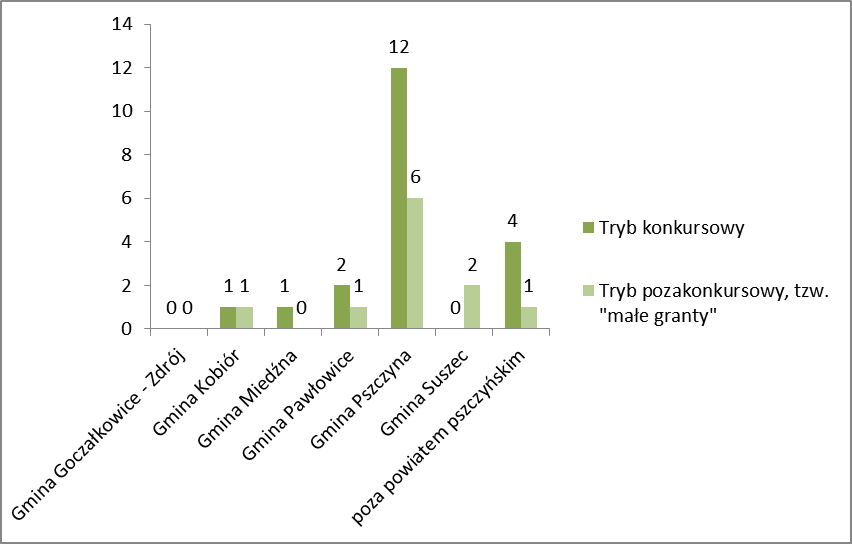 14
12
10
8
6
4
2
0
0 0
1 1
1 0
2 1
12 6
0 2
4 1
Gmina Goczałkowice - Zdrój
Gmina Kobiór
Gmina Miedźna
Gmina Pawłowice
Gmina Pszczyna
Gmina Suszec
poza powiatem pszczyńskim
Tryb konkursowy
Tryb pozakonkursowy, tzw.
"małe granty"